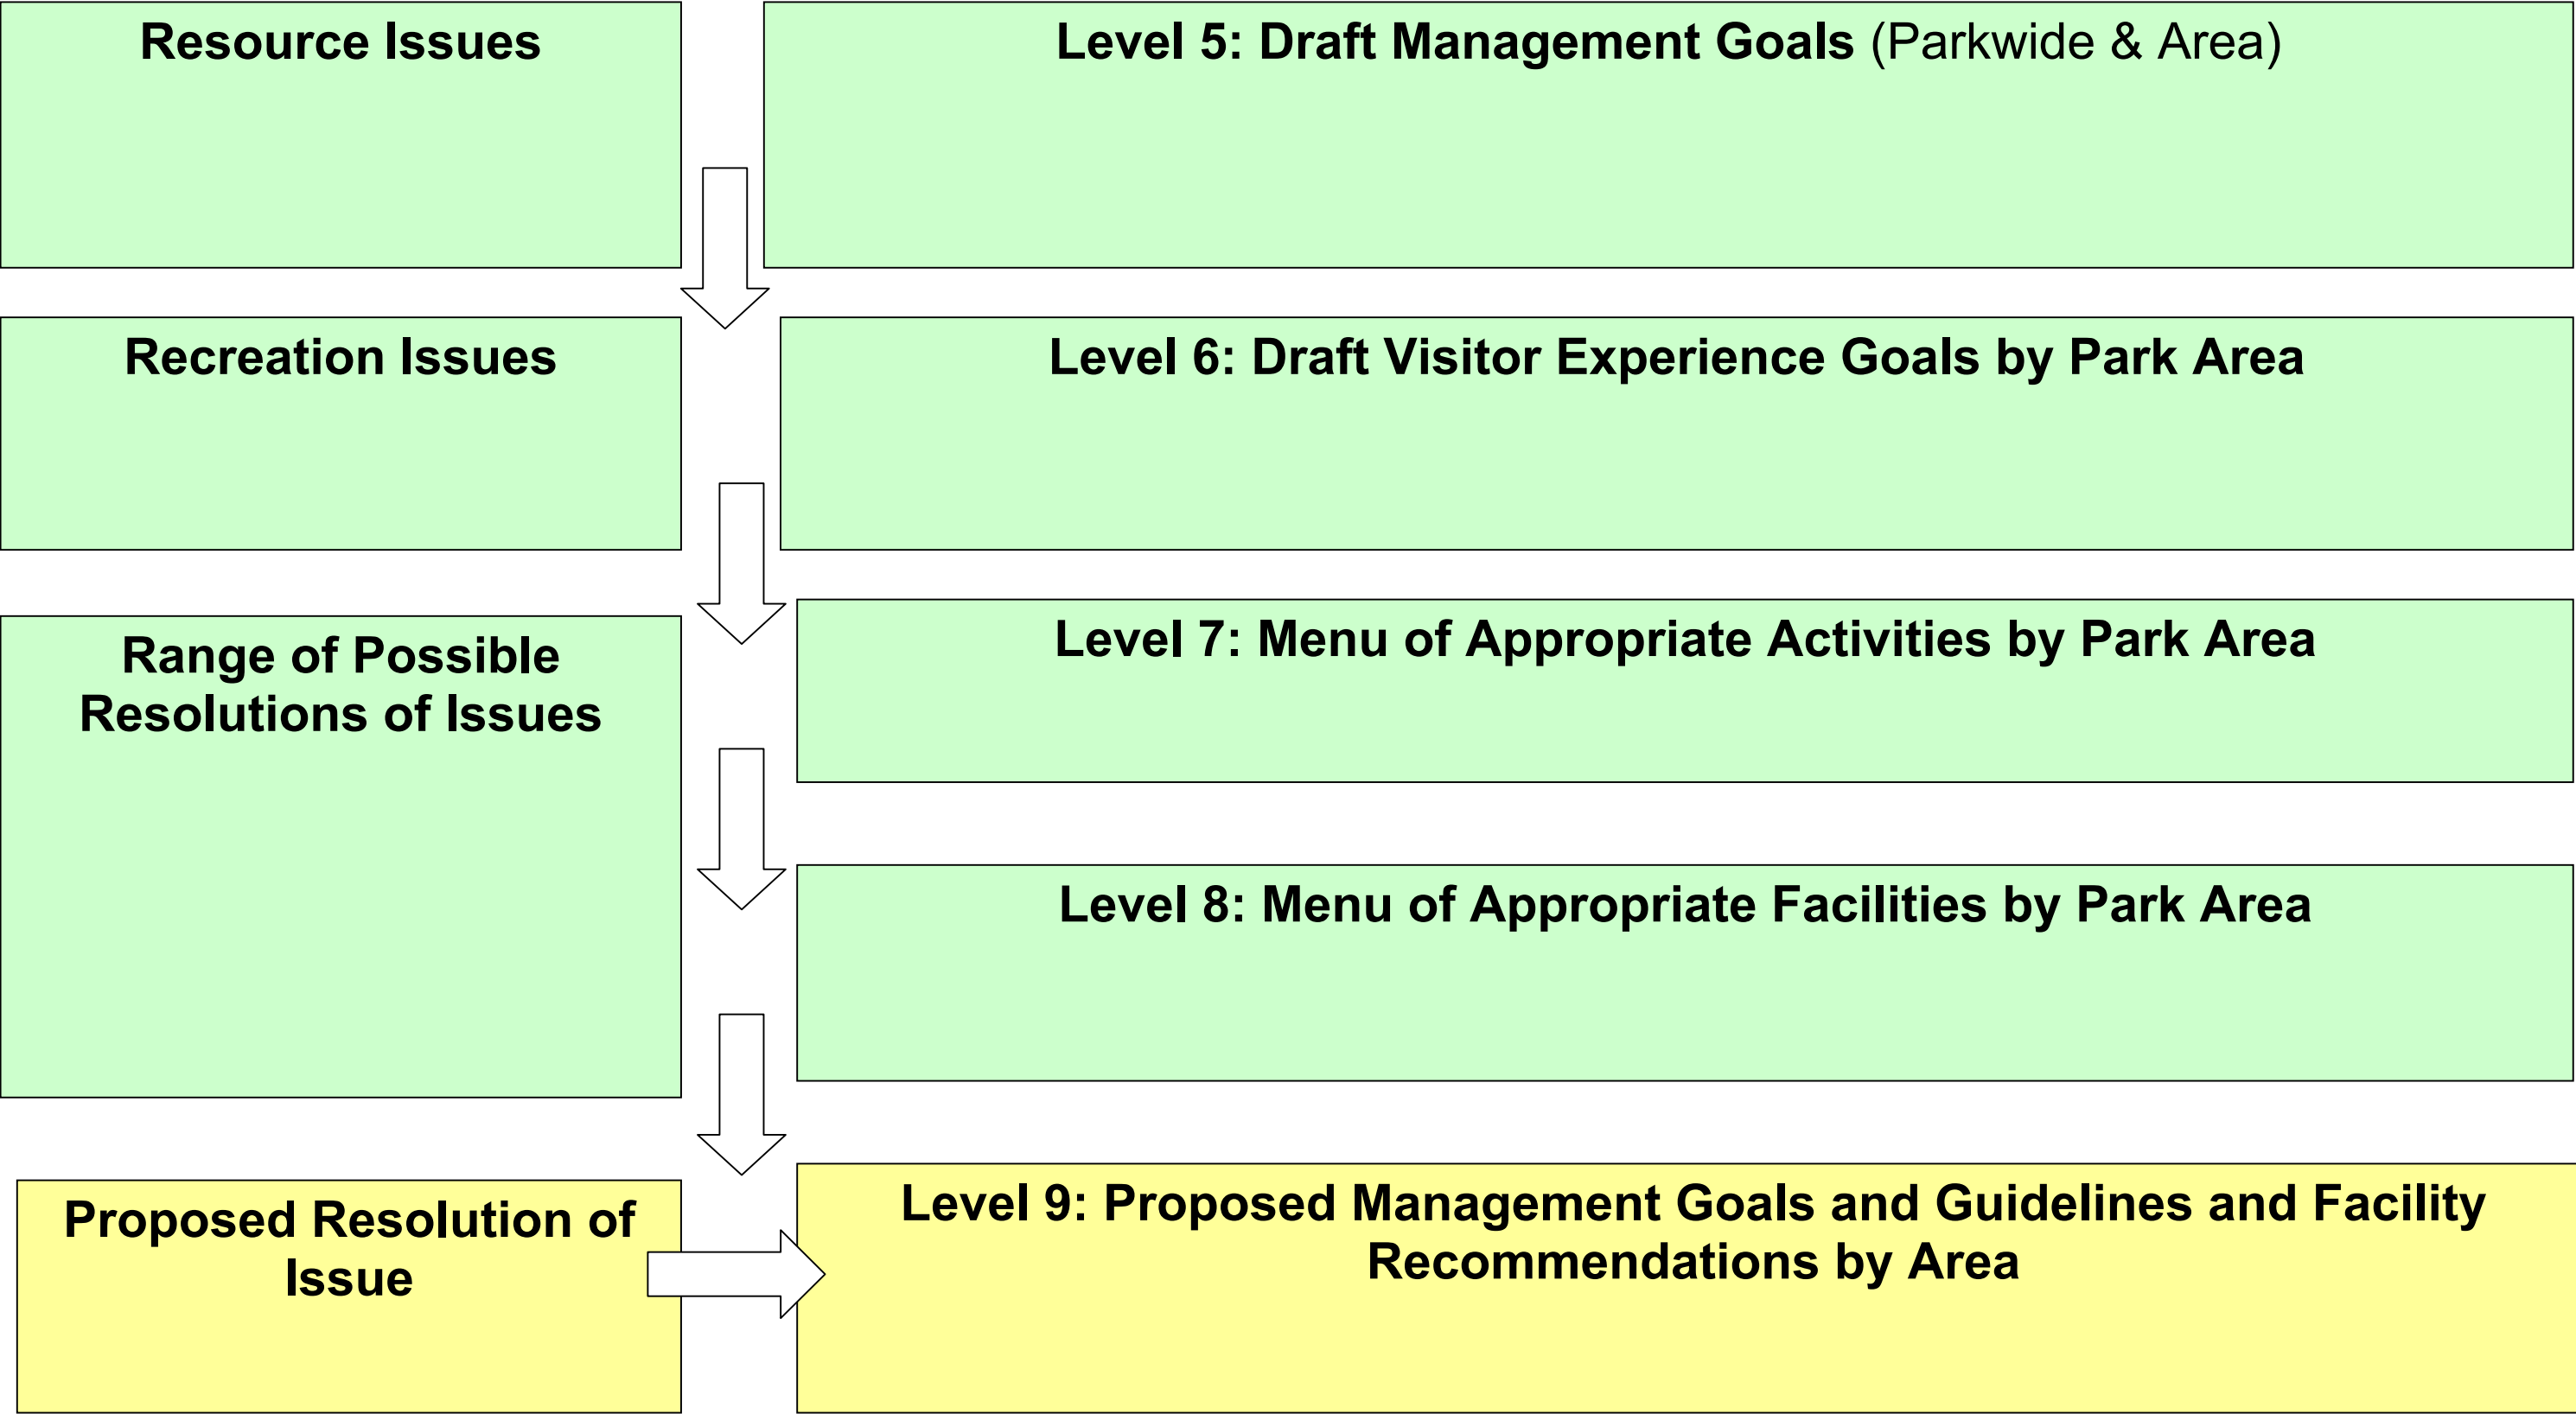 Resource Issues
Level 5: Draft Management Goals (Parkwide & Area)
Recreation Issues
Level 6: Draft Visitor Experience Goals by Park Area
Range of Possible
Resolutions of Issues
Level 7: Menu of Appropriate Activities by Park Area
Level 8: Menu of Appropriate Facilities by Park Area
Proposed Resolution of
Issue
Level 9: Proposed Management Goals and Guidelines and Facility
Recommendations by Area